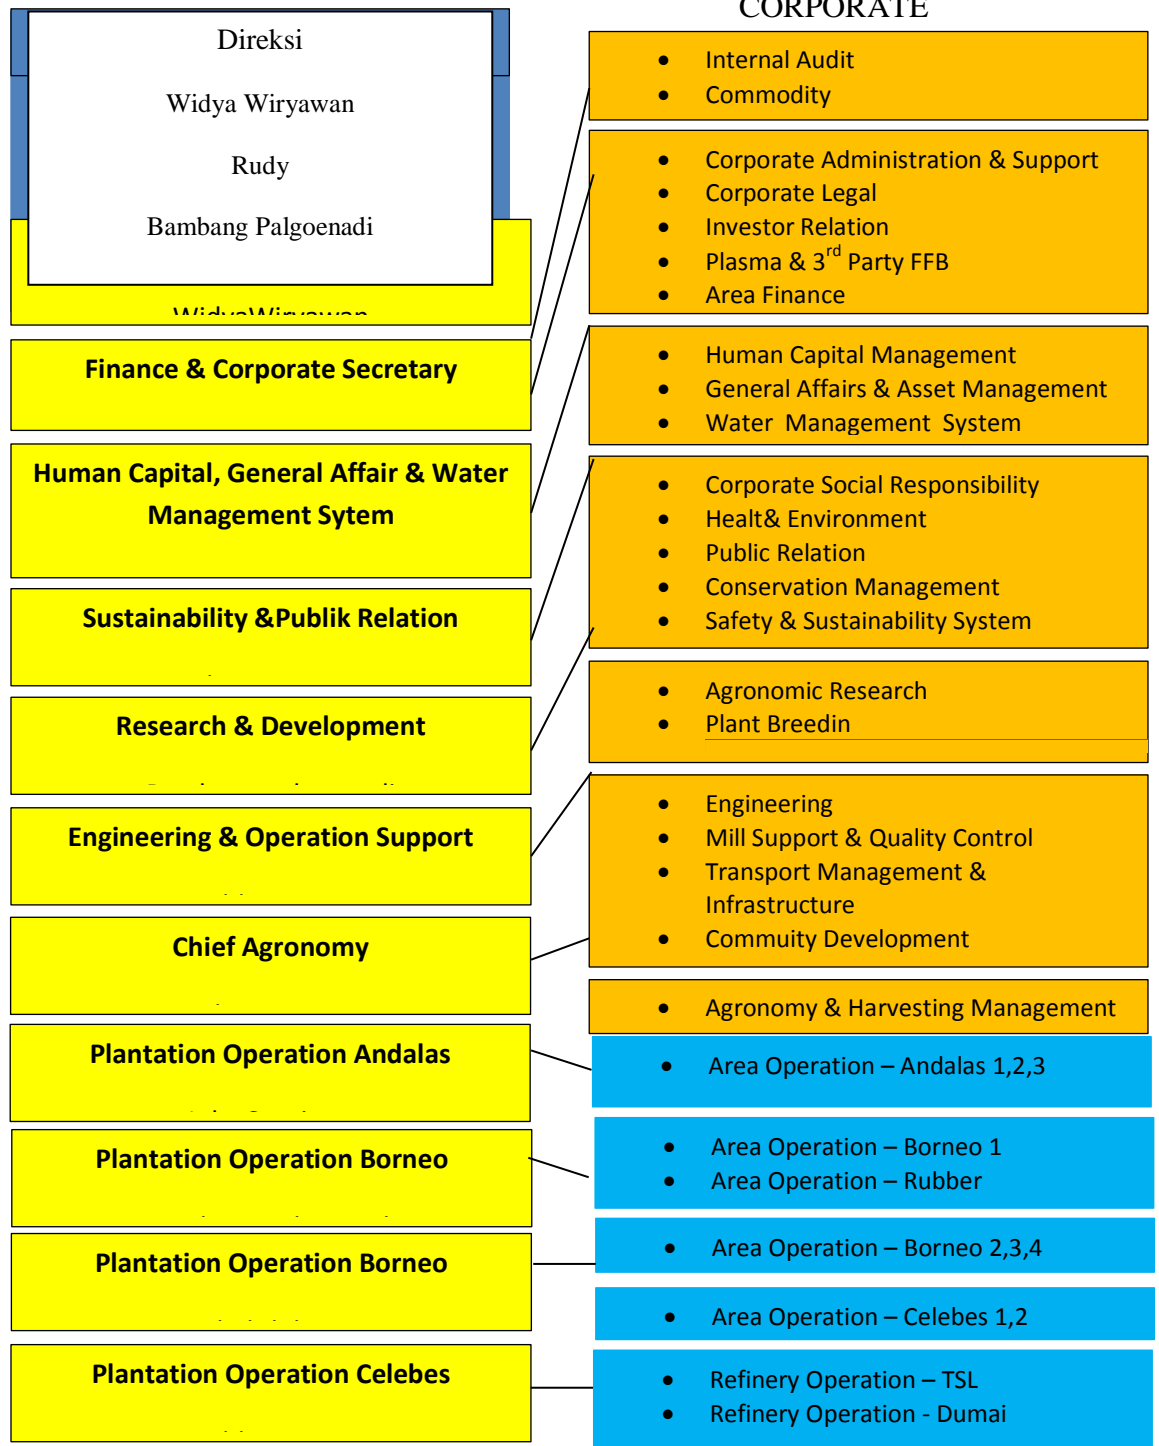 CORPORATE
Direksi
Widya Wiryawan
Rudy
Bambang Palgoenadi
WidyaWiryawan
Finance & Corporate Secretary
Human Capital, General Affair & Water
Management Sytem
Sustainability &Publik Relation
Research & Development
Engineering & Operation Support
Chief Agronomy
Plantation Operation Andalas
Plantation Operation Borneo
Plantation Operation Borneo
Plantation Operation Celebes
• Internal Audit
• Commodity
• Corporate Administration & Support
• Corporate Legal
• Investor Relation
• Plasma & 3rd Party FFB
• Area Finance
• Human Capital Management
• General Affairs & Asset Management
• Water Management System
• Corporate Social Responsibility
• Healt& Environment
• Public Relation
• Conservation Management
• Safety & Sustainability System
• Agronomic Research
• Plant Breedin
• Engineering
• Mill Support & Quality Control
• Transport Management &
Infrastructure
• Commuity Development
• Agronomy & Harvesting Management
• Area Operation – Andalas 1,2,3
• Area Operation – Borneo 1
• Area Operation – Rubber
• Area Operation – Borneo 2,3,4
• Area Operation – Celebes 1,2
• Refinery Operation – TSL
• Refinery Operation - Dumai